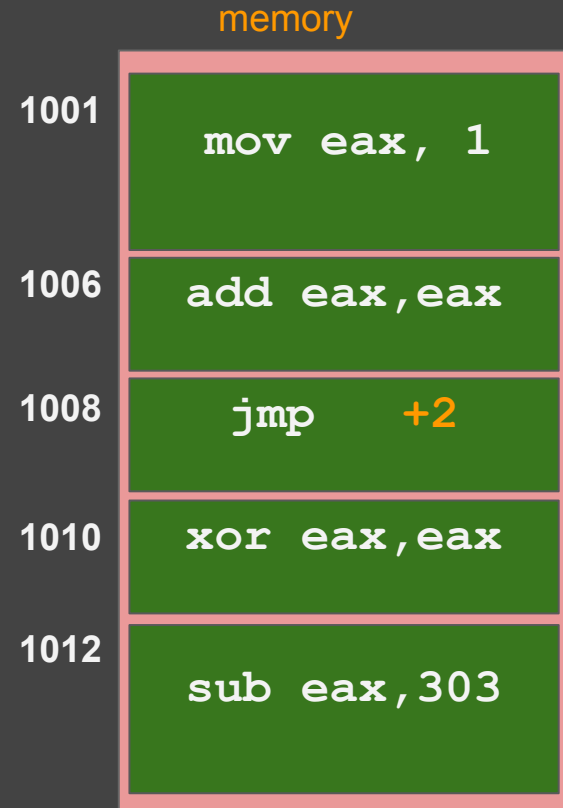 memory
1001 mov eax, 1
1006 add eax,eax
1008 jmp +2
1010 xor eax,eax
1012 sub eax,303